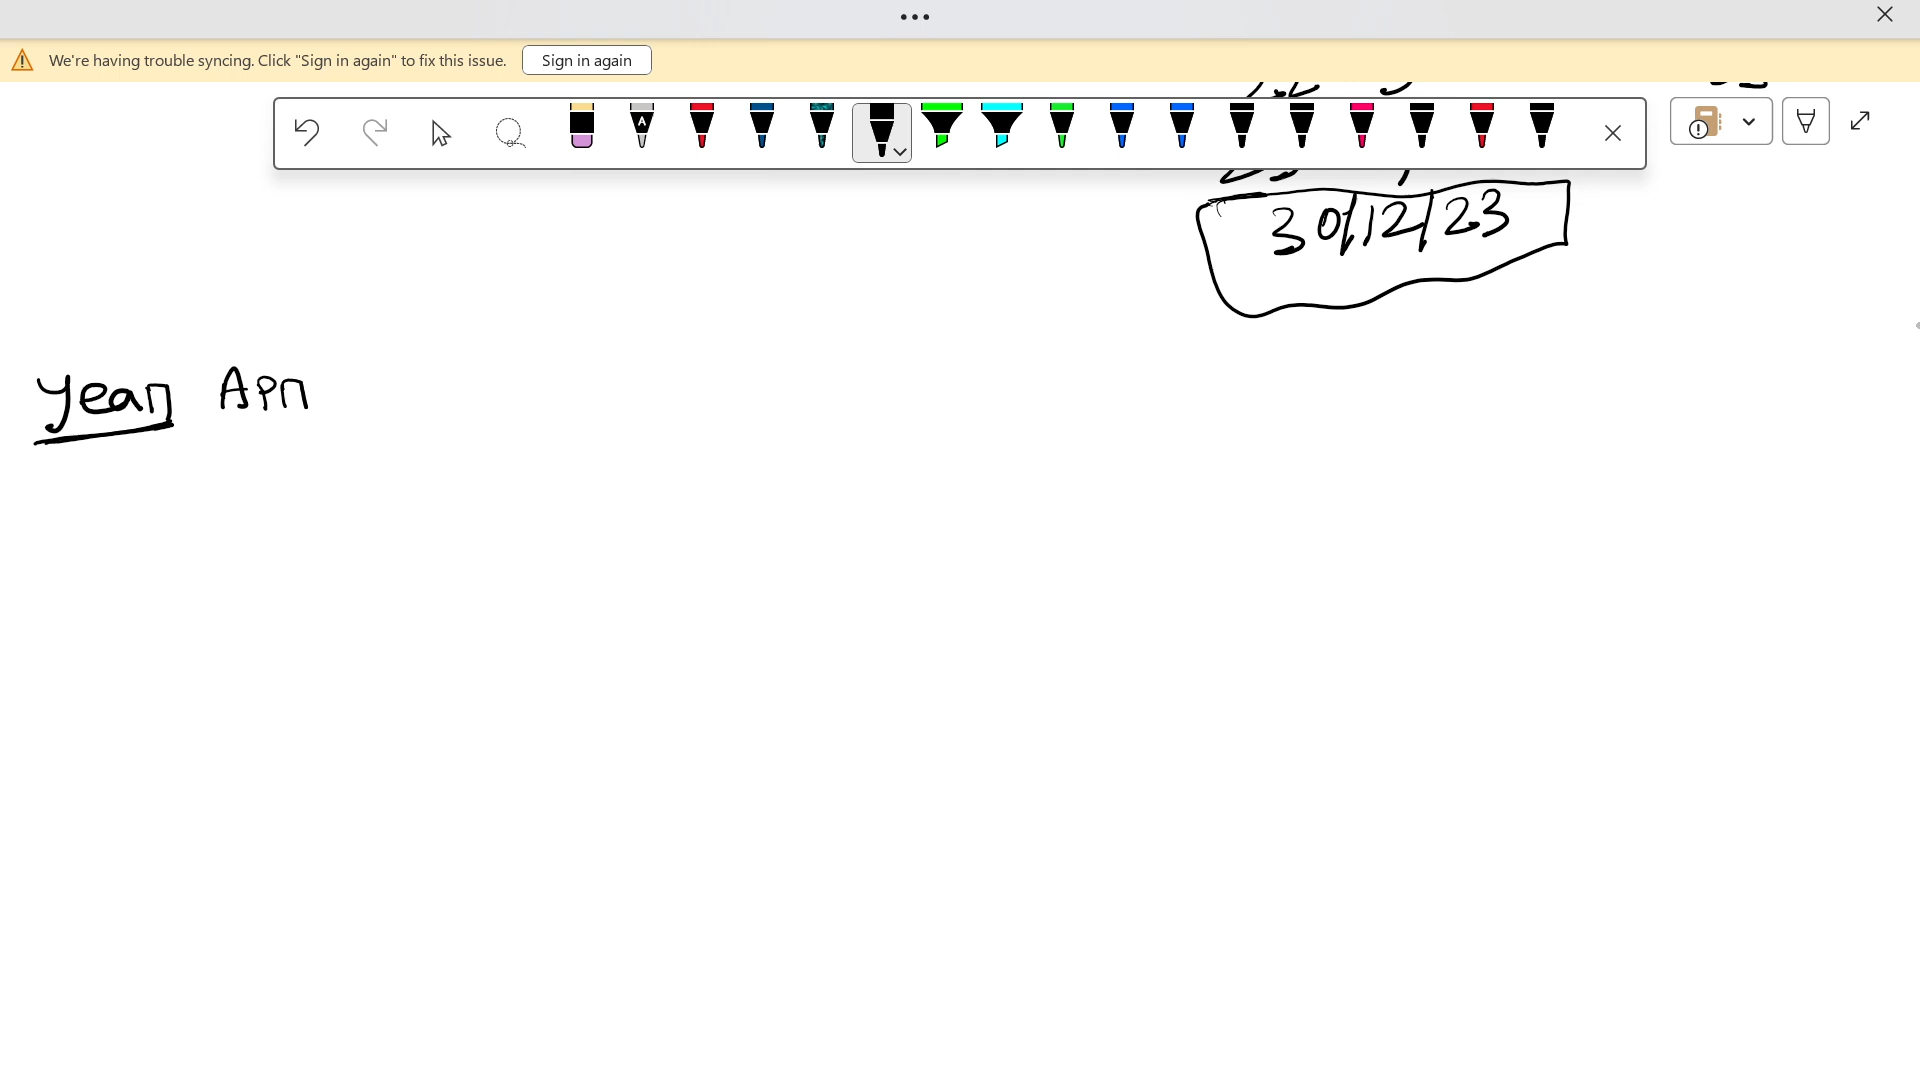 We're having trouble syncing. Click "Sign in again" to fix this issue. Sign in again
30/12/23
year Apr